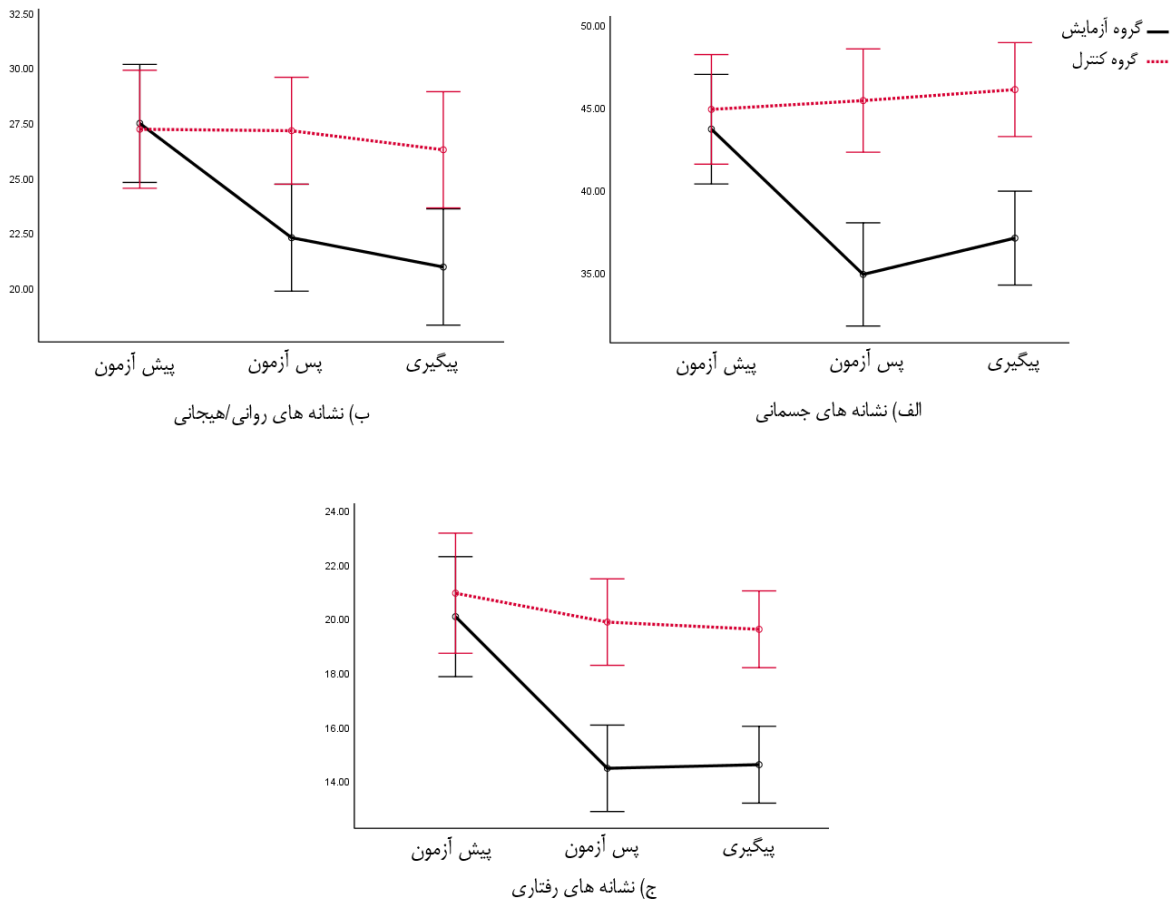 گروه آزمایش
گروه کنترل
50.00
45.00
40.00
35.00
پیش آزمون
پس آزمون
پیگیری
الف) نشانه های جسمانی
32.50
30.00
27.50
25.00
22.50
20.00
پیش آزمون
پس آزمون
پیگیری
ب) نشانه های روانی/هیجانی
24.00
22.00
20.00
18.00
16.00
14.00
پیش آزمون
پس آزمون
پیگیری
ج) نشانه های رفتاری